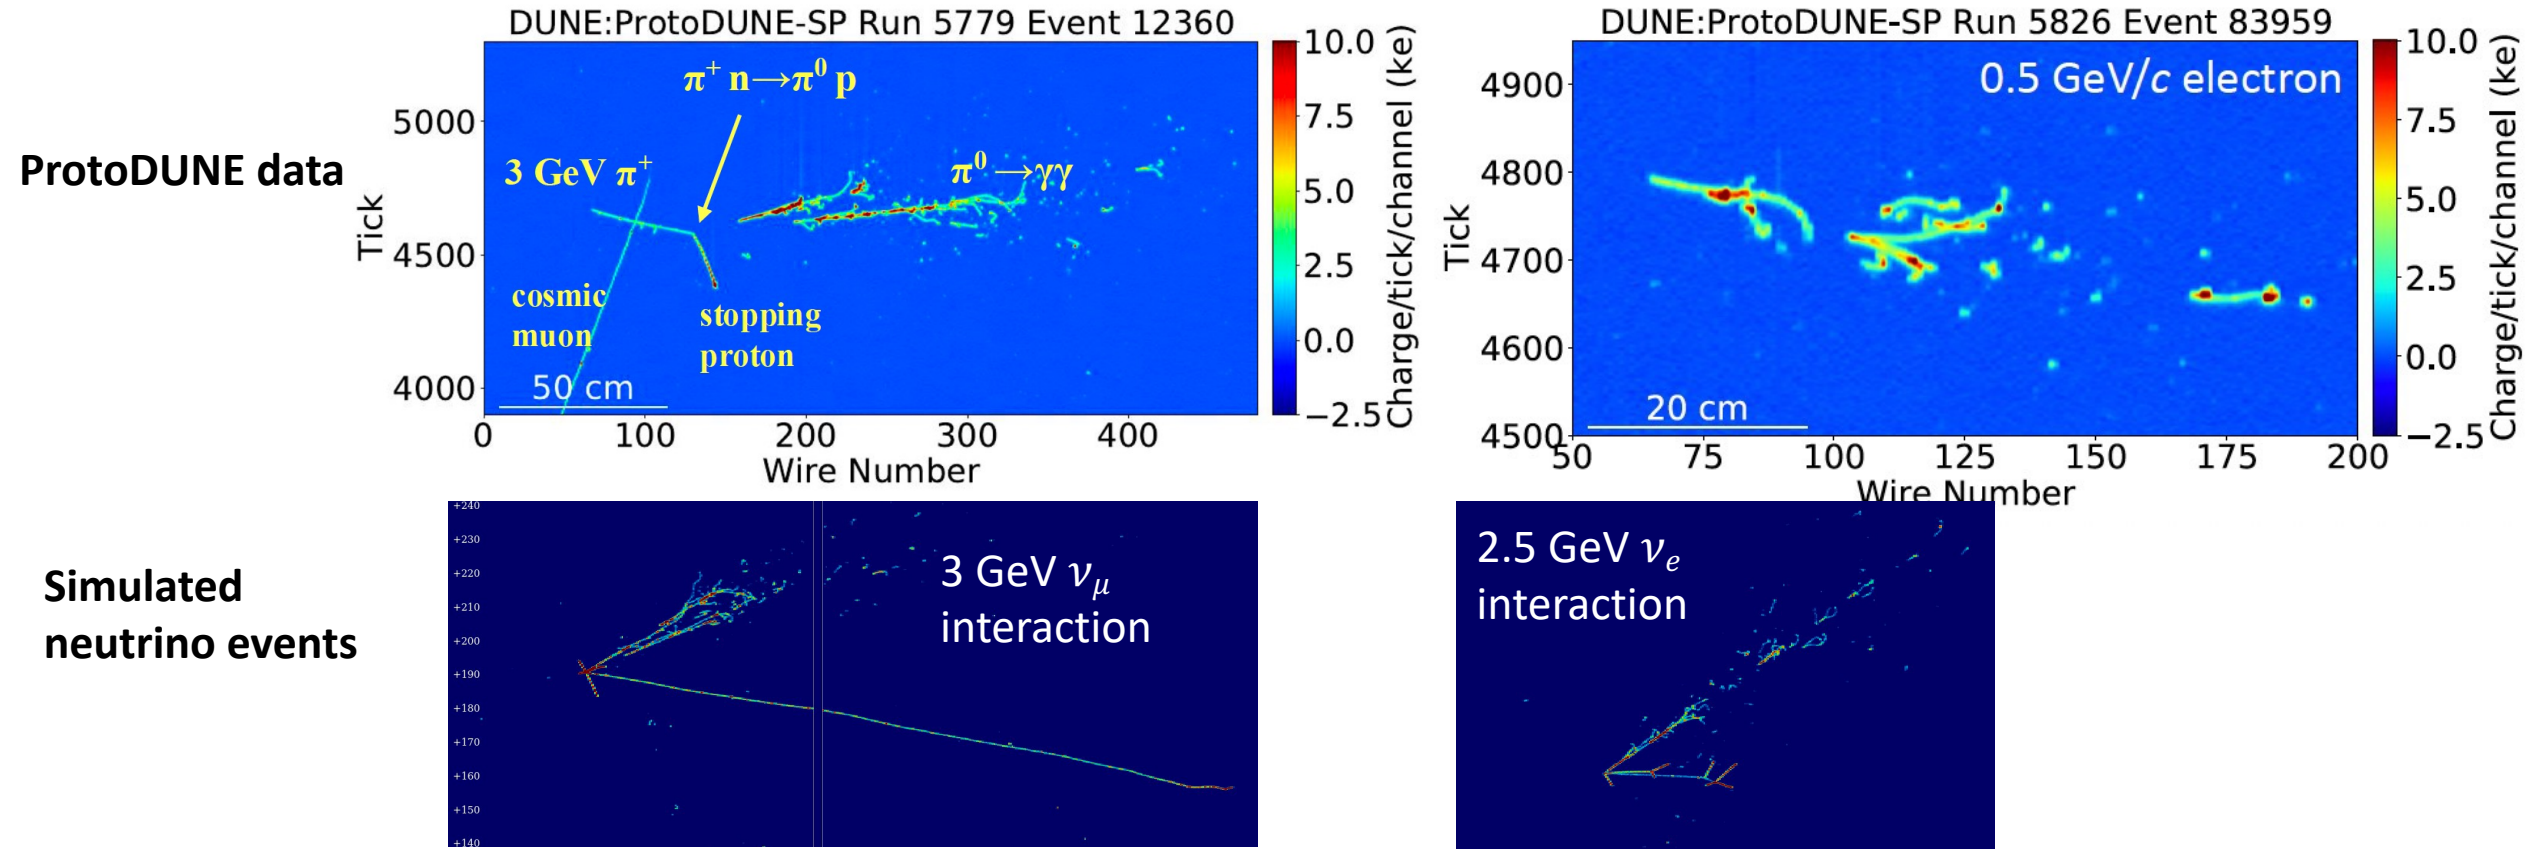 DUNE:ProtoDUNE-SP Run 5779 Event 12360
π⁺ n→π⁰ p
3 GeV π⁺
π⁰→γγ
cosmic
muon
stopping
proton
50 cm
5000
4500
4000
Tick
0
100
200
300
400
Wire Number
10.0
7.5
5.0
2.5
0.0
−2.5
Charge/tick/channel (ke)
DUNE:ProtoDUNE-SP Run 5826 Event 83959
0.5 GeV/c electron
20 cm
4900
4800
4700
4600
4500
Tick
50
75
100
125
150
175
200
Wire Number
10.0
7.5
5.0
2.5
0.0
−2.5
Charge/tick/channel (ke)
ProtoDUNE data
Simulated
neutrino events
+240
+230
+220
+210
+200
+190
+180
+170
+160
+150
+140
3 GeV νμ
interaction
2.5 GeV νe
interaction